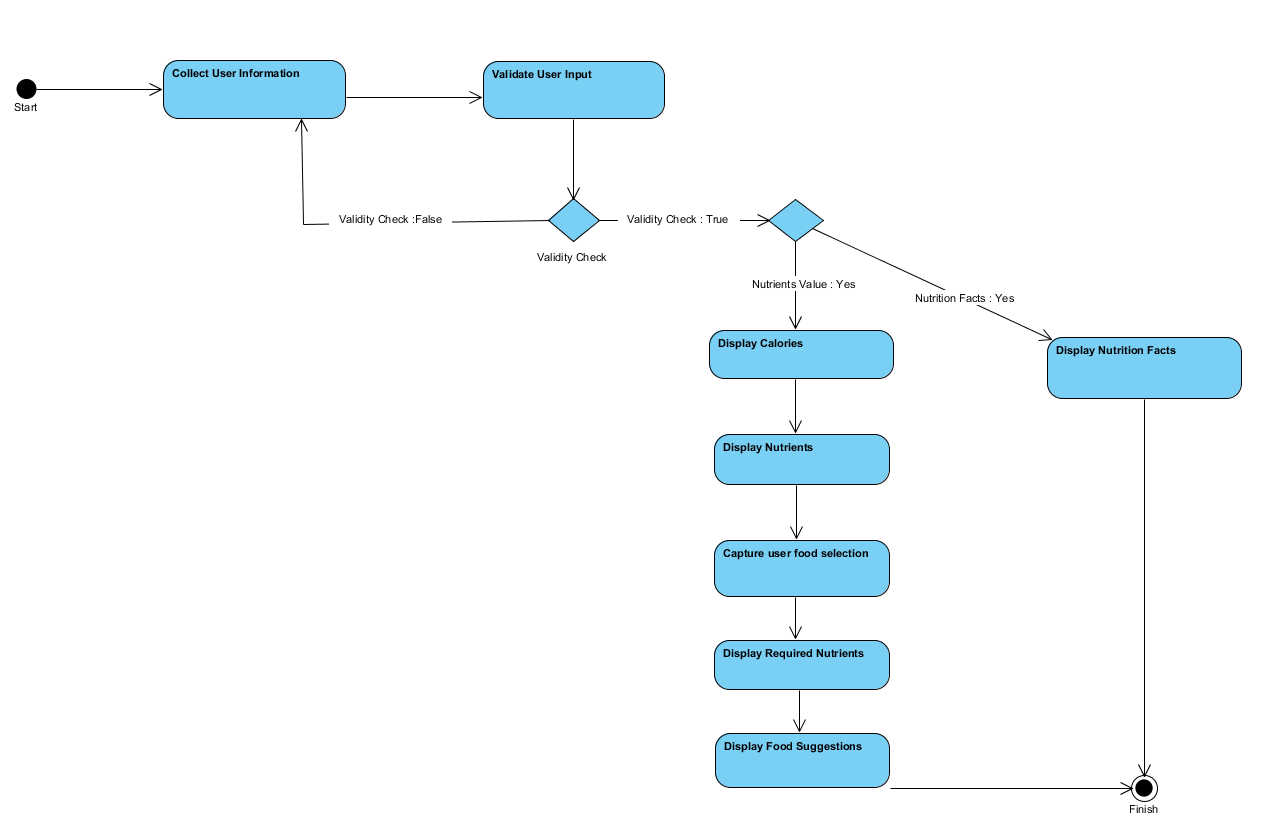 Collect User Information
Validate User Input
Start
Validity Check :False
Validity Check : True
Validity Check
Nutrients Value : Yes
Nutrition Facts : Yes
Display Calories
Display Nutrition Facts
Display Nutrients
Capture user food selection
Display Required Nutrients
Display Food Suggestions
Finish